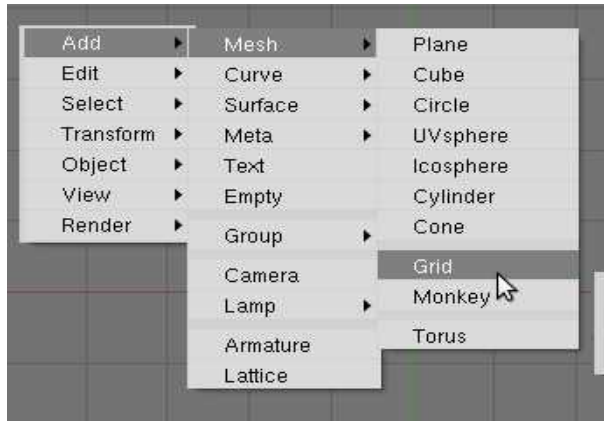 Add
Edit
Select
Transform
Object
View
Render
Mesh
Curve
Surface
Meta
Text
Empty
Group
Camera
Lamp
Armature
Lattice
Plane
Cube
Circle
UVsphere
Icosphere
Cylinder
Cone
Grid
Monkey
Torus